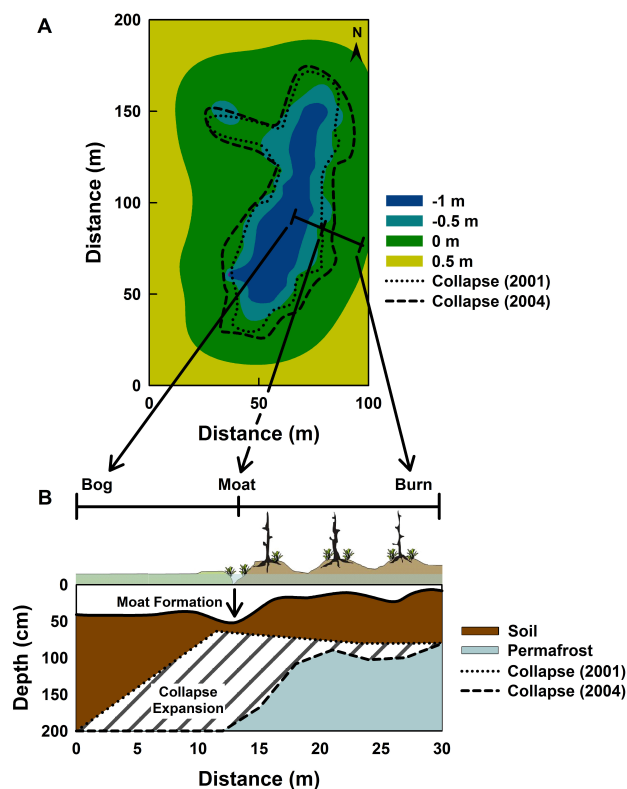 A
N
200
150
100
50
0
Distance (m)
0
50
100
Distance (m)
-1 m
-0.5 m
0 m
0.5 m
Collapse (2001)
Collapse (2004)
B
Bog
Moat
Burn
0
50
100
150
200
Depth (cm)
Moat Formation
Collapse
Expansion
0
5
10
15
20
25
30
Distance (m)
Soil
Permafrost
Collapse (2001)
Collapse (2004)